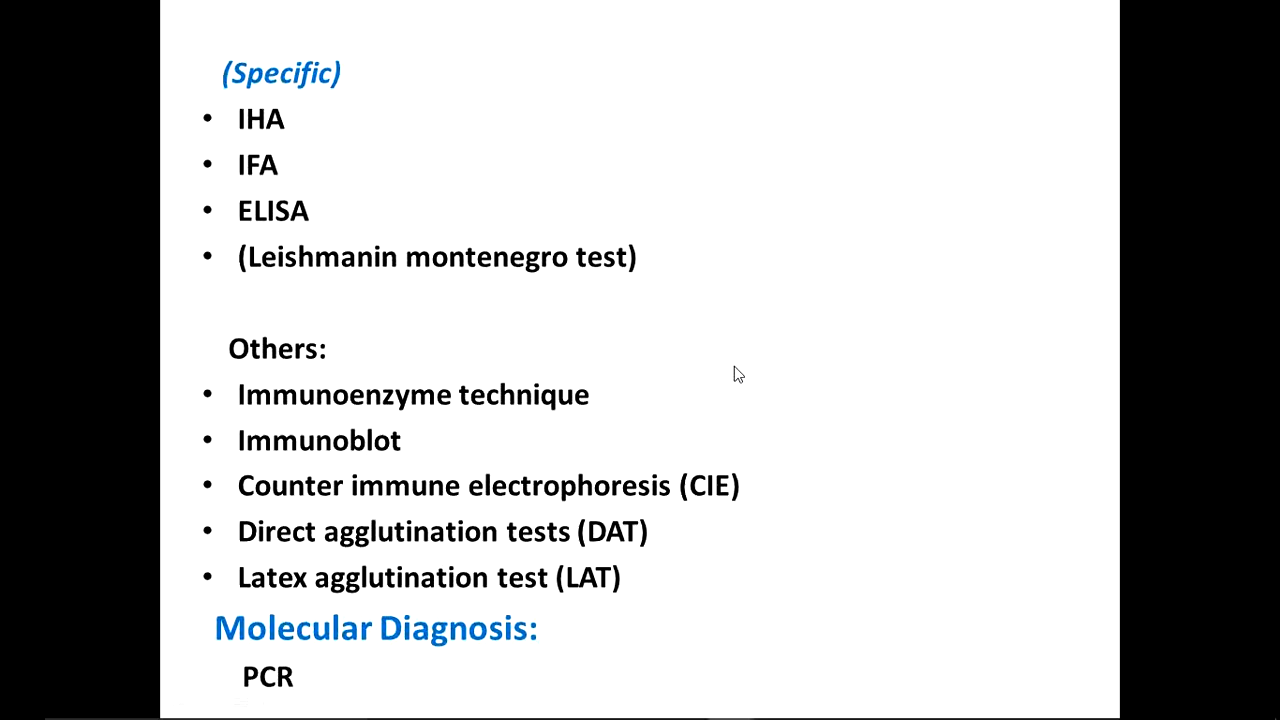 (Specific)
• IHA
• IFA
• ELISA
• (Leishmanin montenegro test)
Others:
• Immunoenzyme technique
• Immunoblot
• Counter immune electrophoresis (CIE)
• Direct agglutination tests (DAT)
• Latex agglutination test (LAT)
Molecular Diagnosis:
PCR